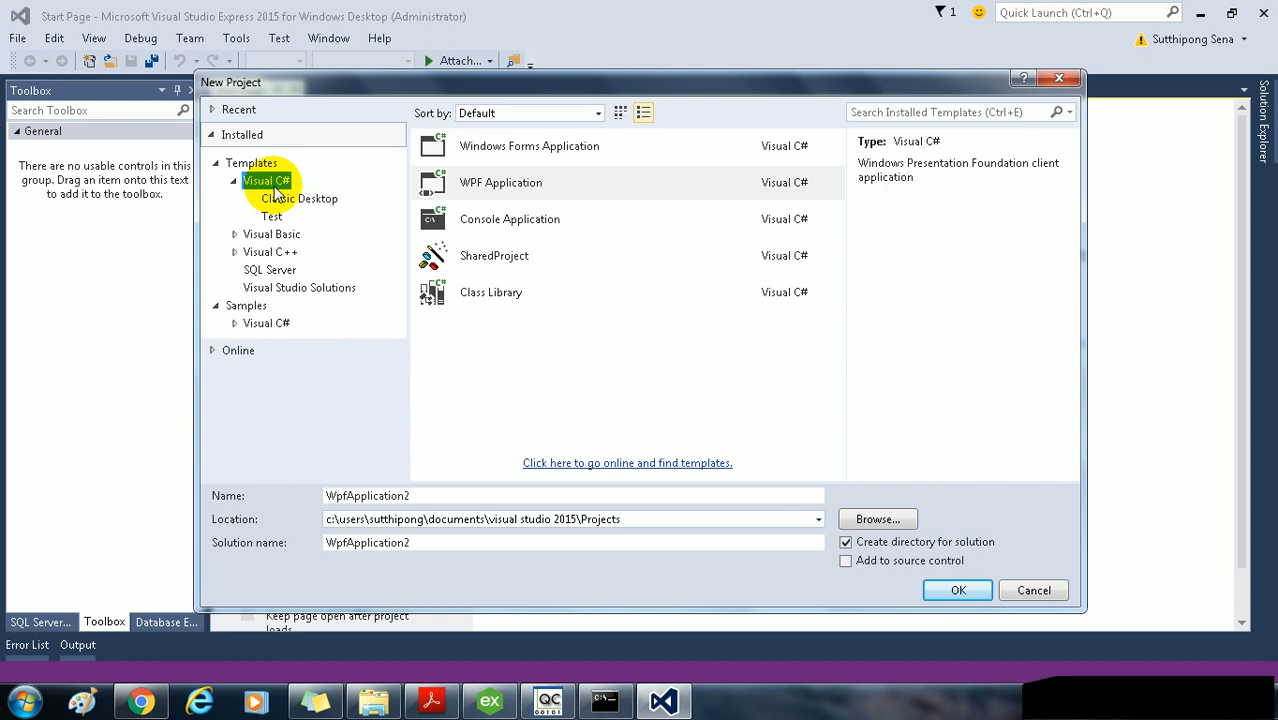 Start Page - Microsoft Visual Studio Express 2015 for Windows Desktop (Administrator)
1
Quick Launch (Ctrl+Q)
File Edit View Debug Team Tools Test Window Help
Sutthipong Sena
Attach...
Toolbox
Search Toolbox
General
There are no usable controls in this
group. Drag an item onto this text
to add it to the toolbox.
Solution Explorer
New Project
Recent
Installed
Templates
Visual C#
Classic Desktop
Test
Visual Basic
Visual C++
SQL Server
Visual Studio Solutions
Samples
Visual C#
Online
Sort by: Default
Search Installed Templates (Ctrl+E)
Windows Forms Application Visual C#
WPF Application Visual C#
Console Application Visual C#
SharedProject Visual C#
Class Library Visual C#
Type: Visual C#
Windows Presentation Foundation client
application
Click here to go online and find templates.
Name: WpfApplication2
Location: c:\users\sutthipong\documents\visual studio 2015\Projects
Browse...
Solution name: WpfApplication2
Create directory for solution
Add to source control
OK Cancel
Keep page open after project
loads
SQL Server... Toolbox Database E...
Error List Output
ex
QC
00101
C:\